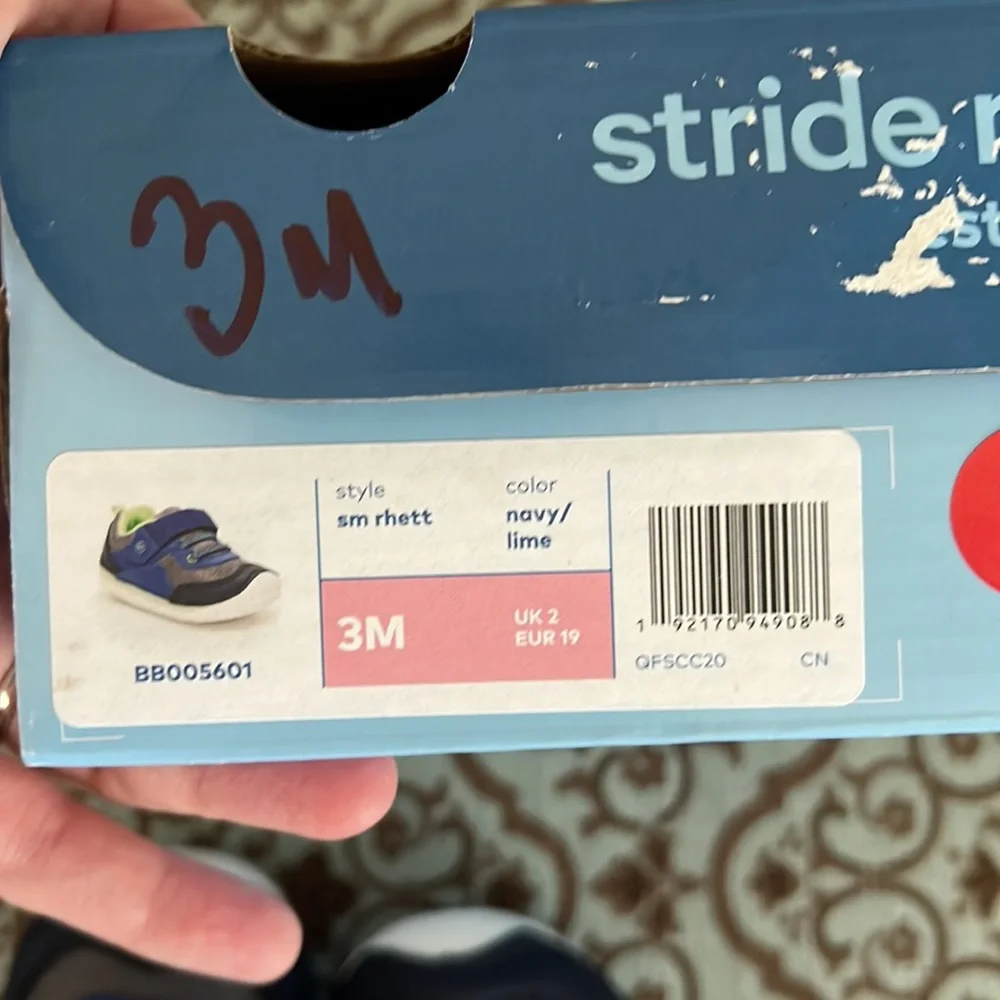 stride
3M
style
sm rhett
color
navy/
lime
3M
UK 2
EUR 19
BB005601
1 92170 94908 8
QFSCC20 CN